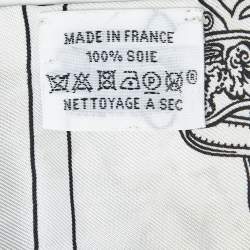 MADE IN FRANCE
100% SOIE
P
®
NETTOYAGE A SEC